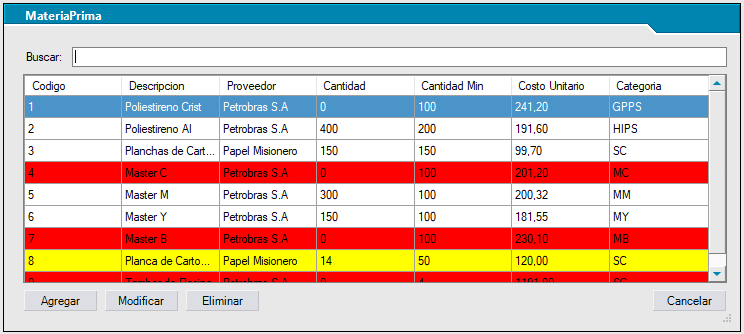 MateriaPrima
Buscar:
Codigo Descripcion Proveedor Cantidad Cantidad Min Costo Unitario Categoria
1 Poliestireno Crist Petrobras S.A 0 100 241,20 GPPS
2 Poliestireno Al Petrobras S.A 400 200 191,60 HIPS
3 Planchas de Cart... Papel Misionero 150 150 99,70 SC
4 Master C Petrobras S.A 0 100 201,20 MC
5 Master M Petrobras S.A 300 100 200,32 MM
6 Master Y Petrobras S.A 150 100 181,55 MY
7 Master B Petrobras S.A 0 100 230,10 MB
8 Planca de Carto... Papel Misionero 14 50 120,00 SC
Petrobras S.A
Agregar Modificar Eliminar Cancelar